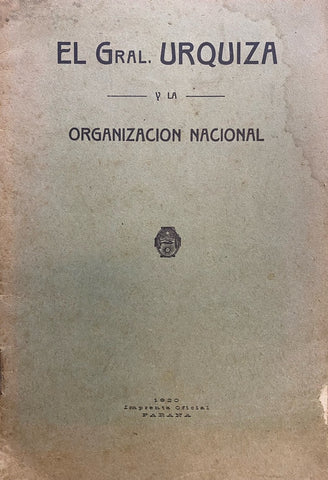 EL GRAL. URQUIZA
Y LA
ORGANIZACION NACIONAL
1920
Imprenta Oficial
PARANA